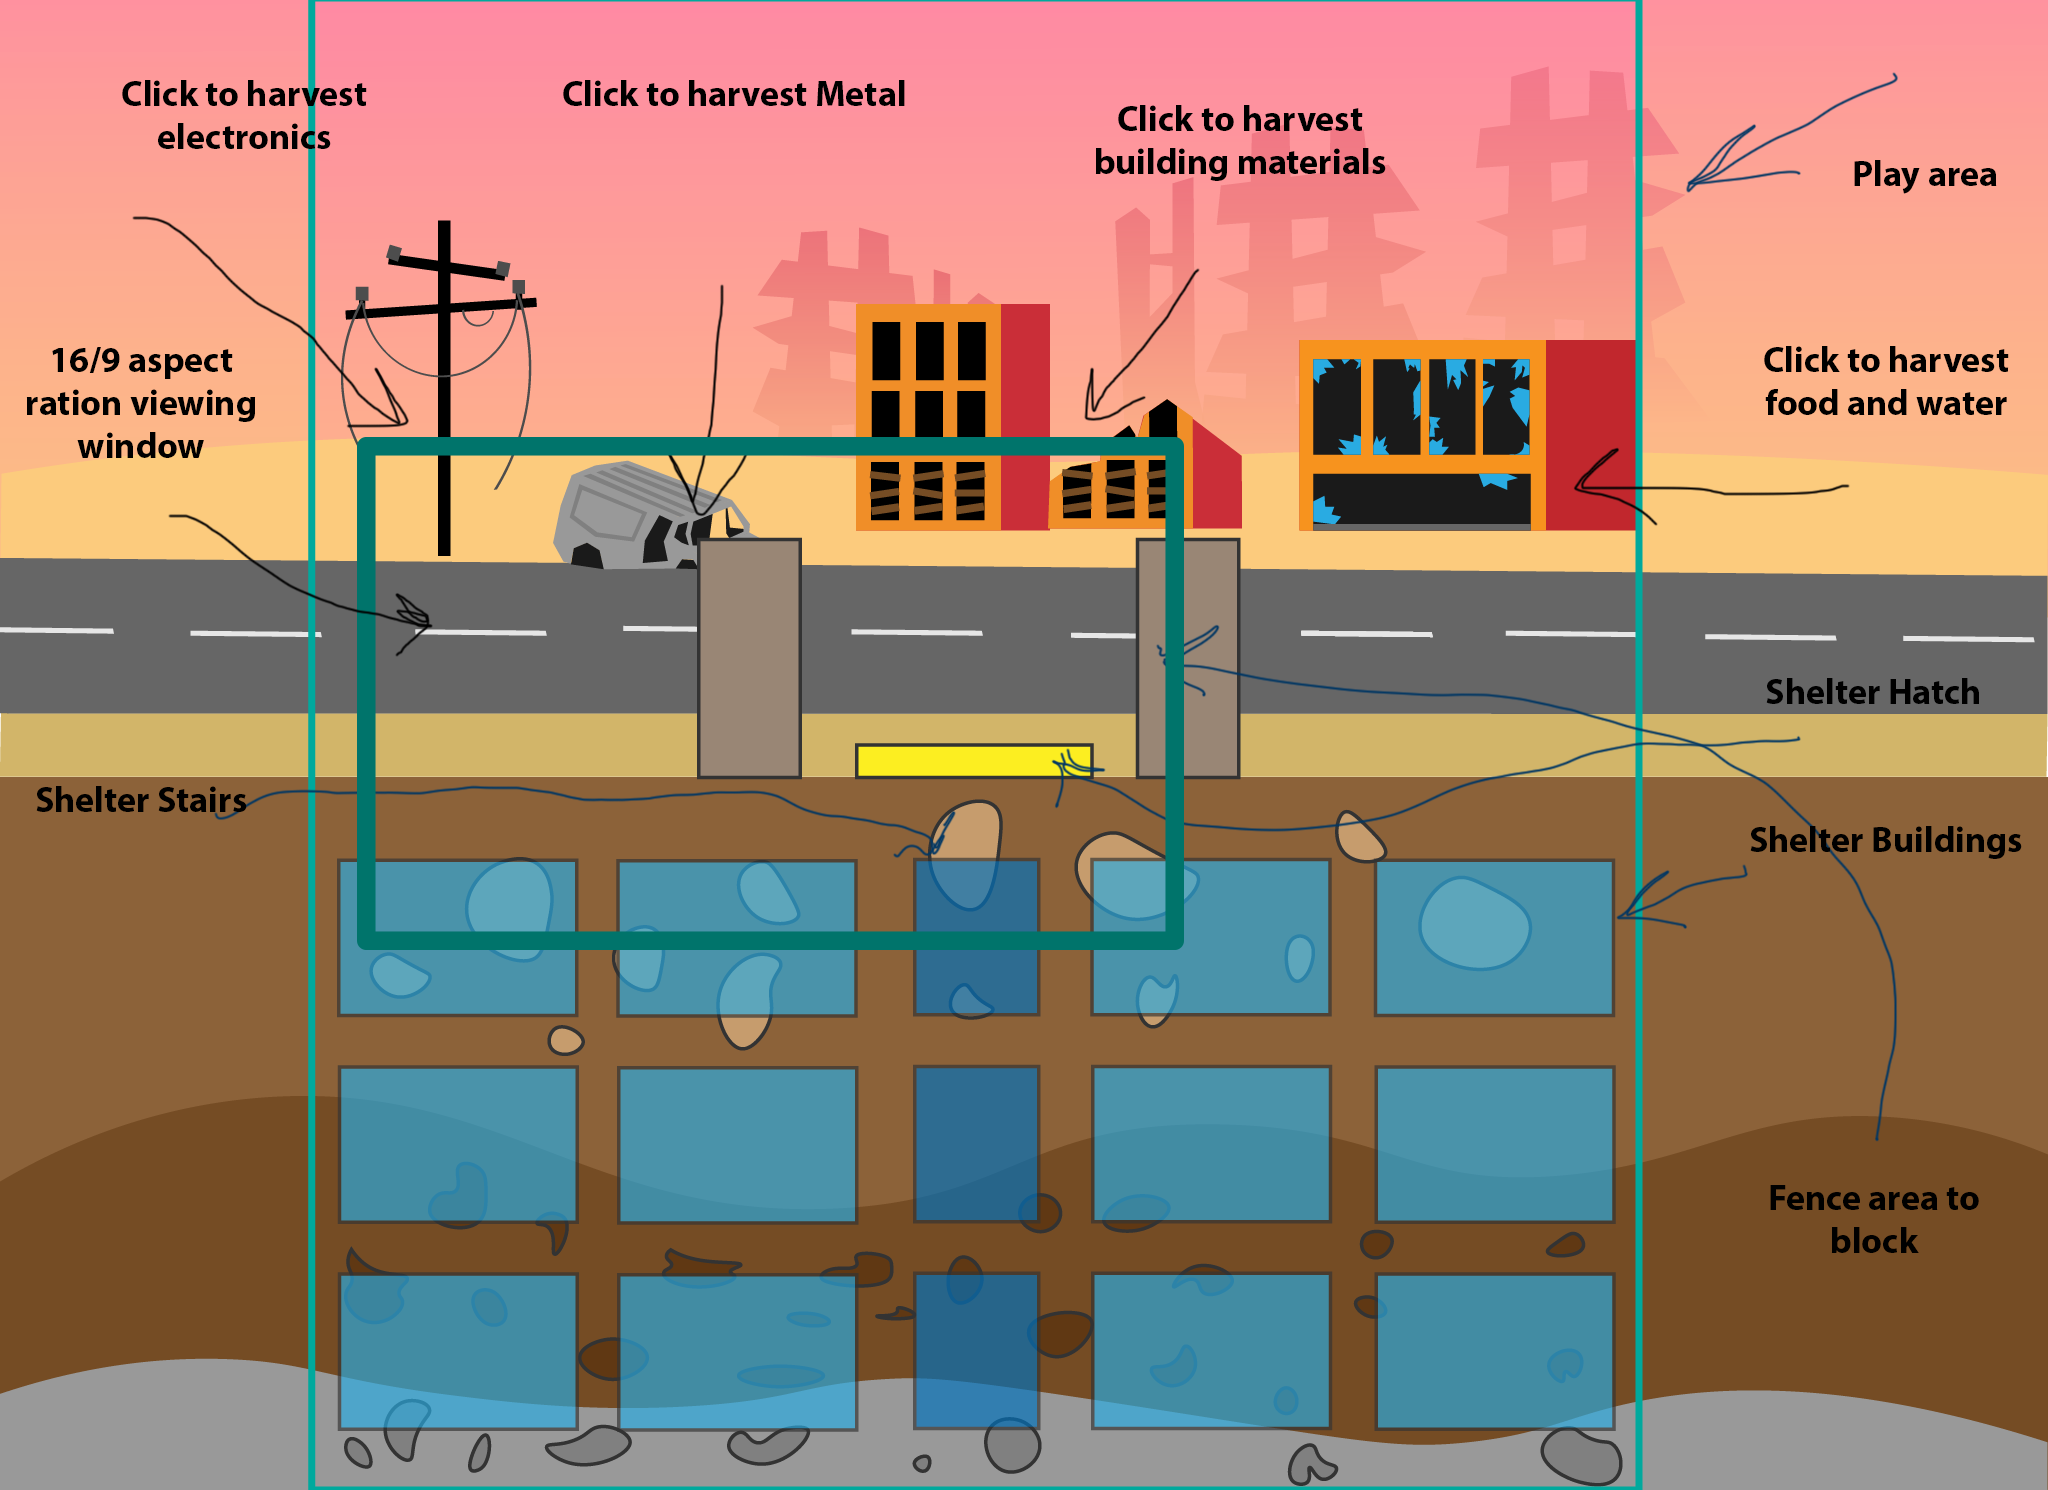 Click to harvest
electronics
Click to harvest Metal
Click to harvest
building materials
Play area
16/9 aspect
ration viewing
window
Click to harvest
food and water
Shelter Hatch
Shelter Stairs
Shelter Buildings
Fence area to
block